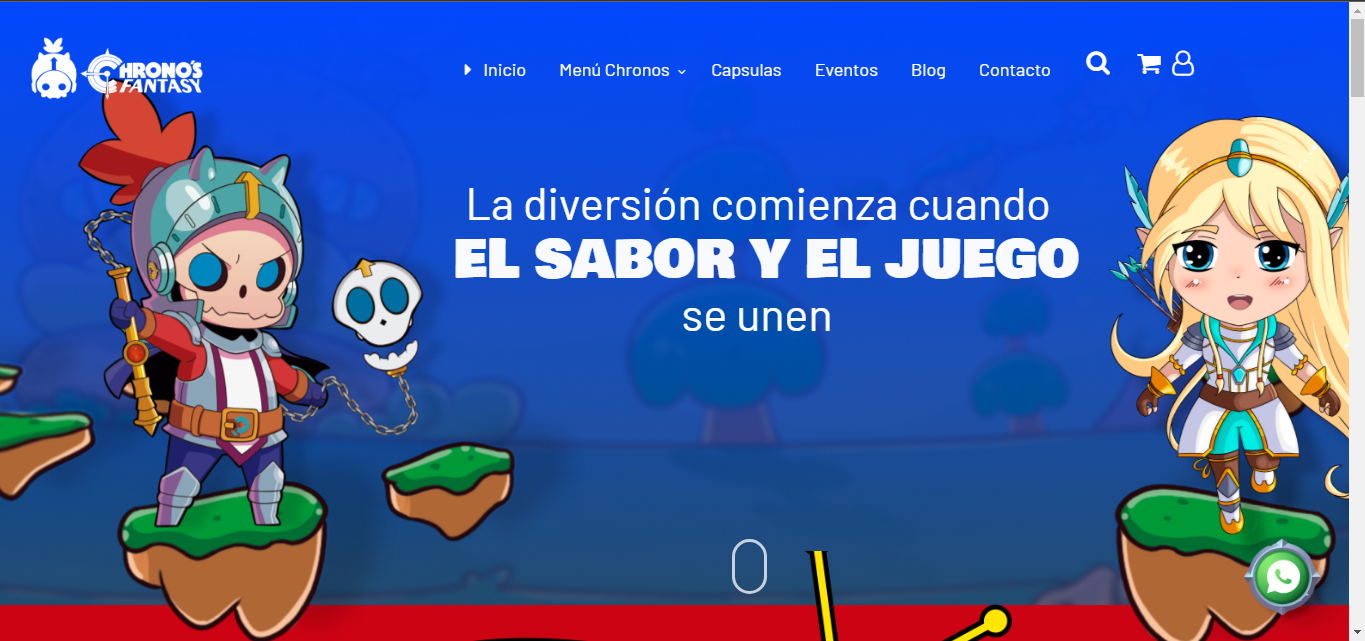 CHRONO'S
FANTASY
Inicio
Menú Chronos
Capsulas
Eventos
Blog
Contacto
La diversión comienza cuando
EL SABOR Y EL JUEGO
se unen